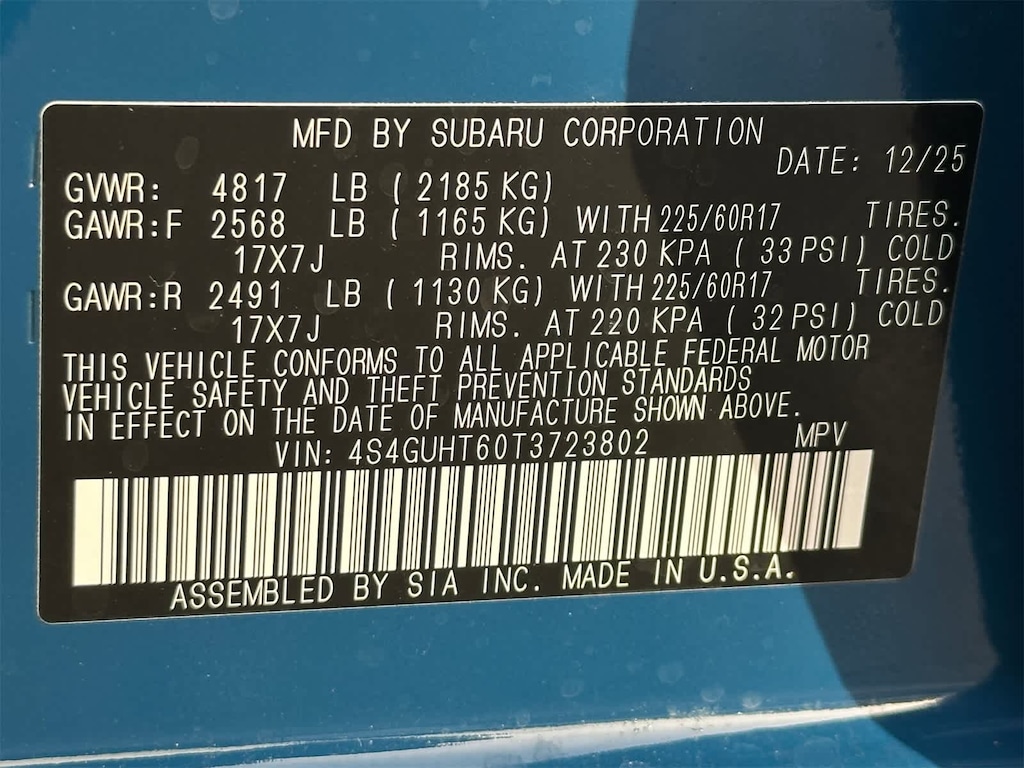 MFD BY SUBARU CORPORATION
DATE: 12/25
GVWR: 4817 LB ( 2185 KG)
GAWR:F 2568 LB ( 1165 KG) WITH 225/60R17 TIRES.
17X7J RIMS. AT 230 KPA ( 33 PSI) COLD
GAWR:R 2491 LB ( 1130 KG) WITH 225/60R17 TIRES.
17X7J RIMS. AT 220 KPA ( 32 PSI) COLD
THIS VEHICLE CONFORMS TO ALL APPLICABLE FEDERAL MOTOR
VEHICLE SAFETY AND THEFT PREVENTION STANDARDS
IN EFFECT ON THE DATE OF MANUFACTURE SHOWN ABOVE.
VIN: 4S4GUHT60T3723802 MPV
ASSEMBLED BY SIA INC. MADE IN U.S.A.